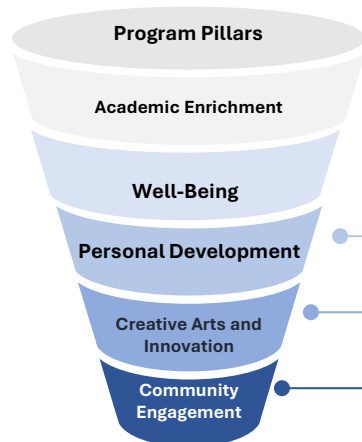 Program Pillars
Academic Enrichment
Well-Being
Personal Development
Creative Arts and
Innovation
Community
Engagement